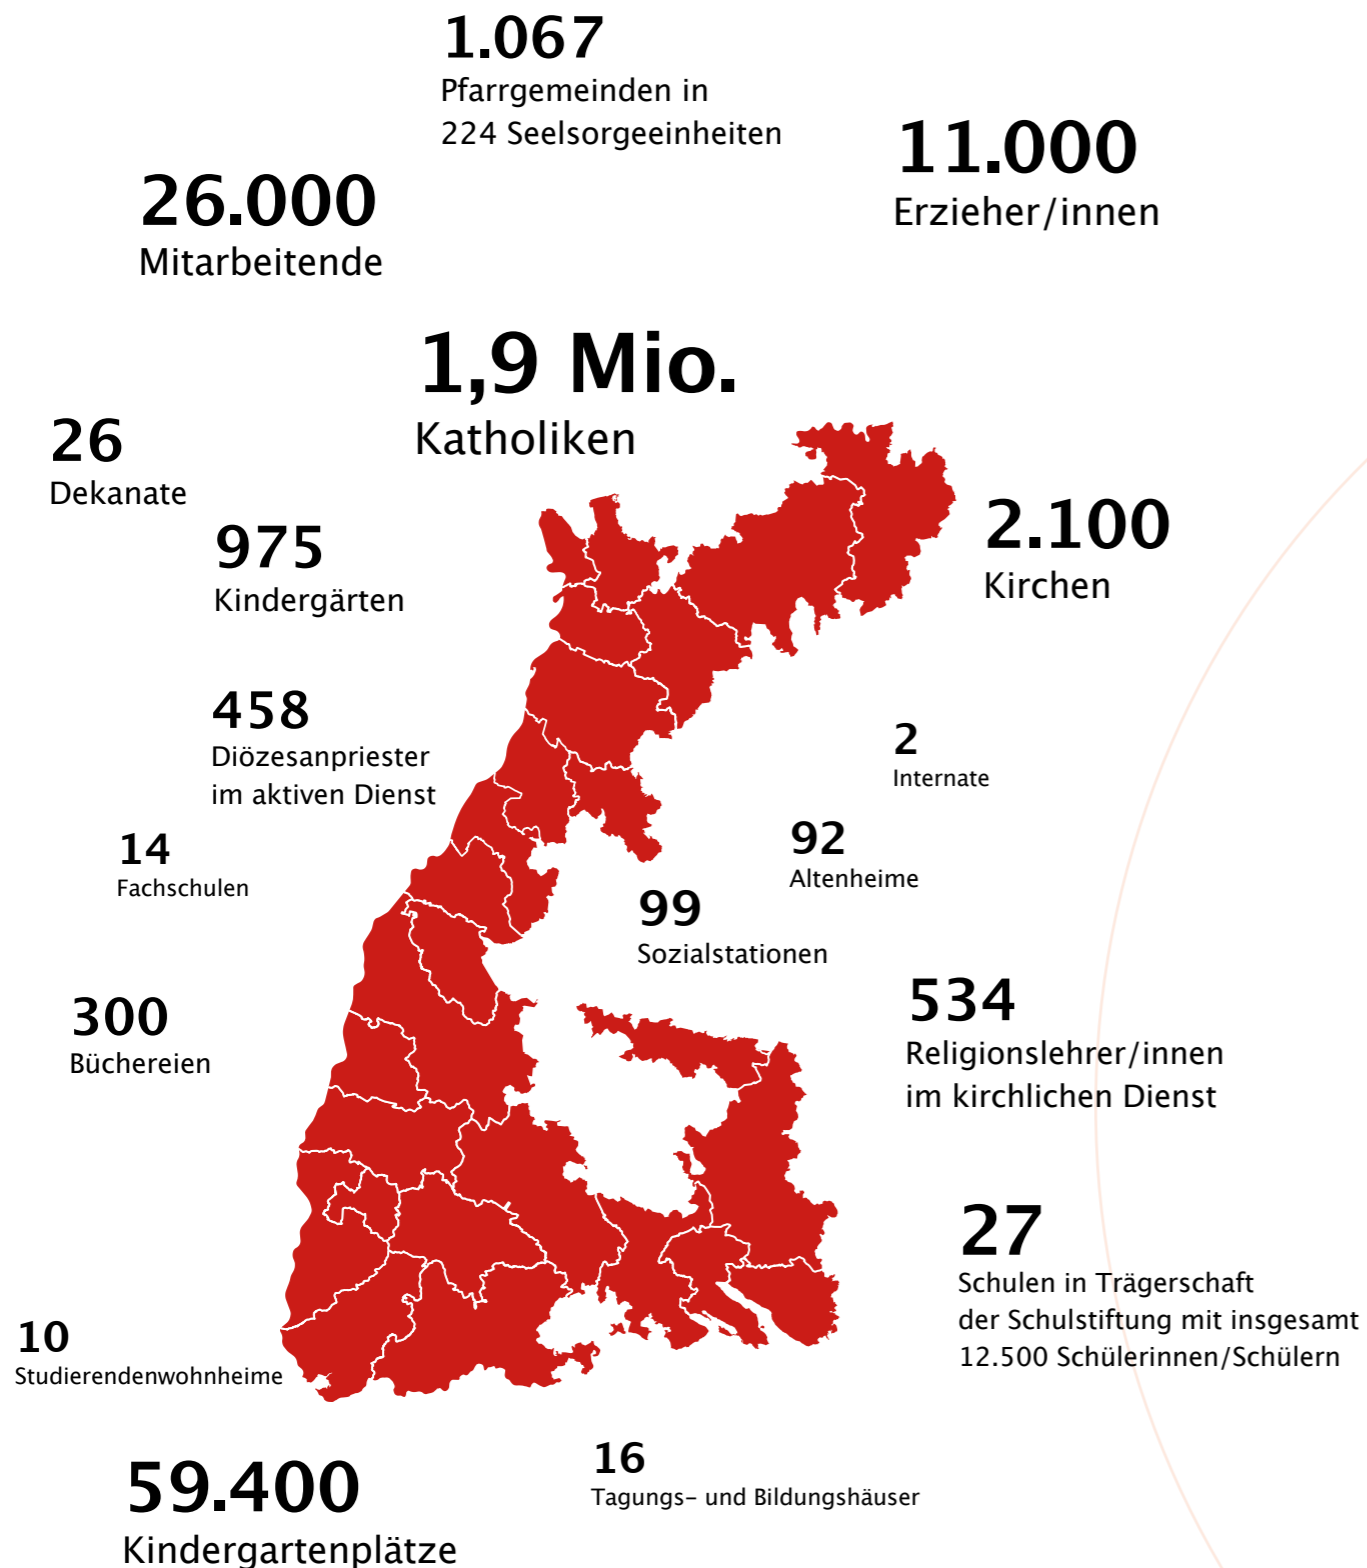 1.067
Pfarrgemeinden in
224 Seelsorgeeinheiten
11.000
Erzieher/innen
26.000
Mitarbeitende
1,9 Mio.
Katholiken
26
Dekanate
975
Kindergärten
2.100
Kirchen
458
Diözesanpriester
im aktiven Dienst
2
Internate
14
Fachschulen
92
Altenheime
99
Sozialstationen
300
Büchereien
534
Religionslehrer/innen
im kirchlichen Dienst
27
Schulen in Trägerschaft
der Schulstiftung mit insgesamt
12.500 Schülerinnen/Schülern
10
Studierendenwohnheime
59.400
Kindergartenplätze
16
Tagungs- und Bildungshäuser